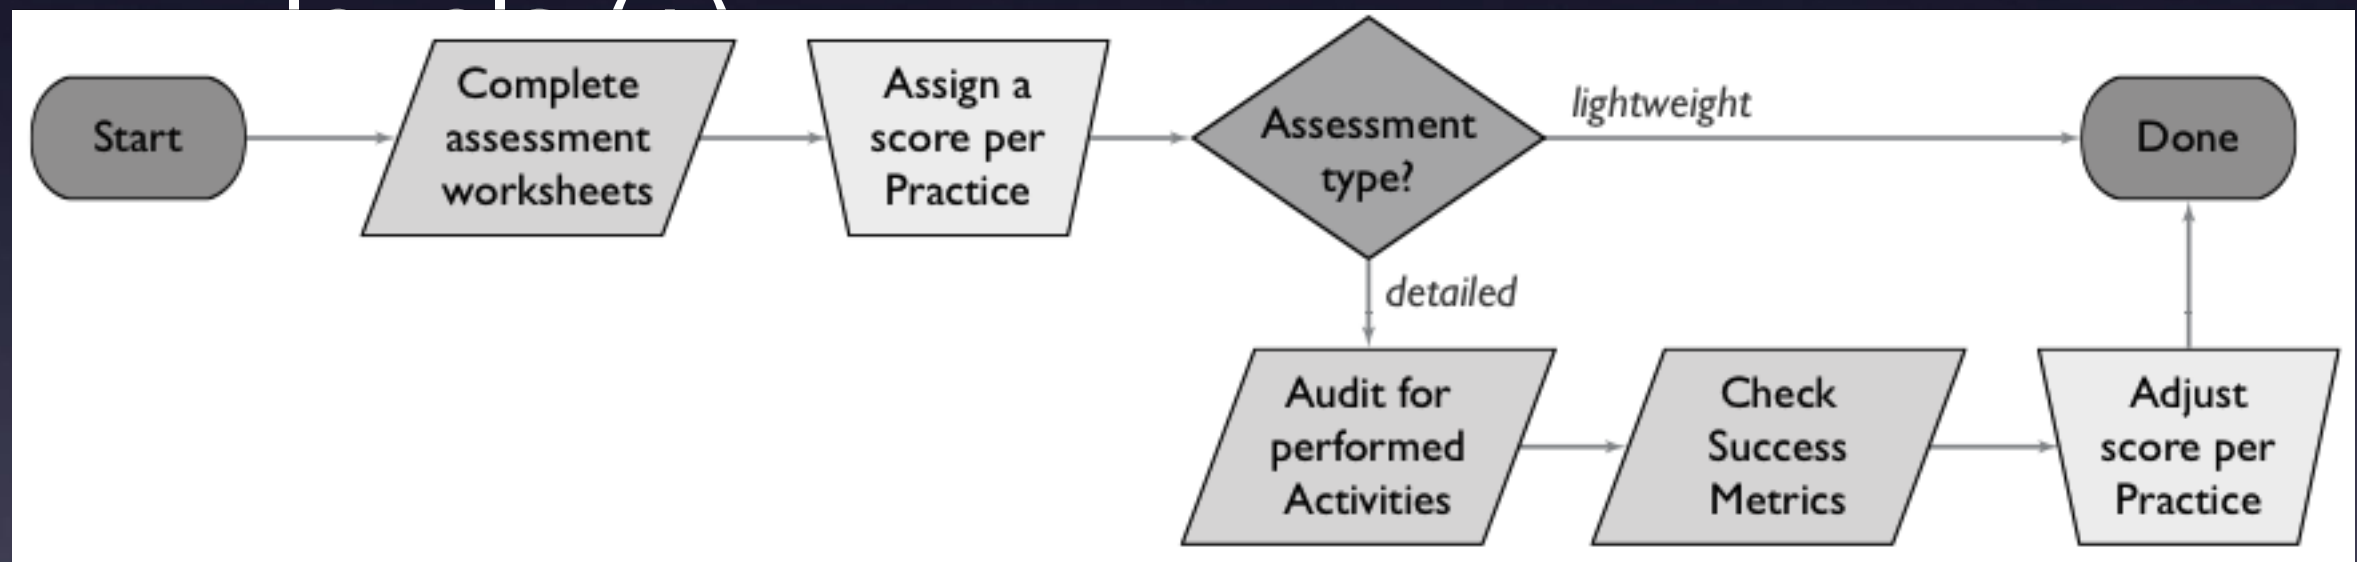 Start
Complete
assessment
worksheets
Assign a
score per
Practice
Assessment
type?
lightweight
Done
detailed
Audit for
performed
Activities
Check
Success
Metrics
Adjust
score per
Practice